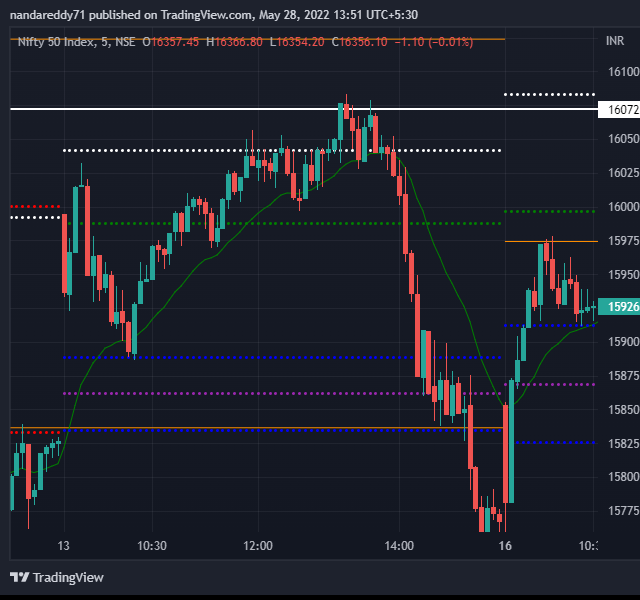 nandareddy71 published on TradingView.com, May 28, 2022 13:51 UTC+5:30
Nifty 50 Index, 5, NSE O16357.45 H16366.80 L16354.20 C16356.10 −1.10 (−0.01%)
INR
16100
16072
16050
16025
16000
15975
15950
15926
15900
15875
15850
15825
15800
15775
13 10:30 12:00 14:00 16
TradingView